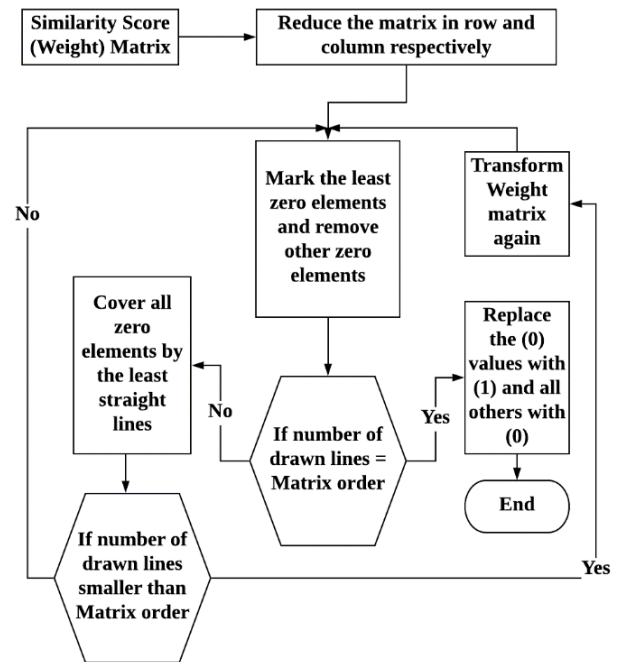 Similarity Score
(Weight) Matrix
Reduce the matrix in row and
column respectively
Mark the least
zero elements
and remove
other zero
elements
Transform
Weight
matrix
again
No
Cover all
zero
elements by
the least
straight
lines
Replace
the (0)
values with
(1) and all
others with
(0)
No
If number of
drawn lines =
Matrix order
Yes
End
If number of
drawn lines
smaller than
Matrix order
Yes